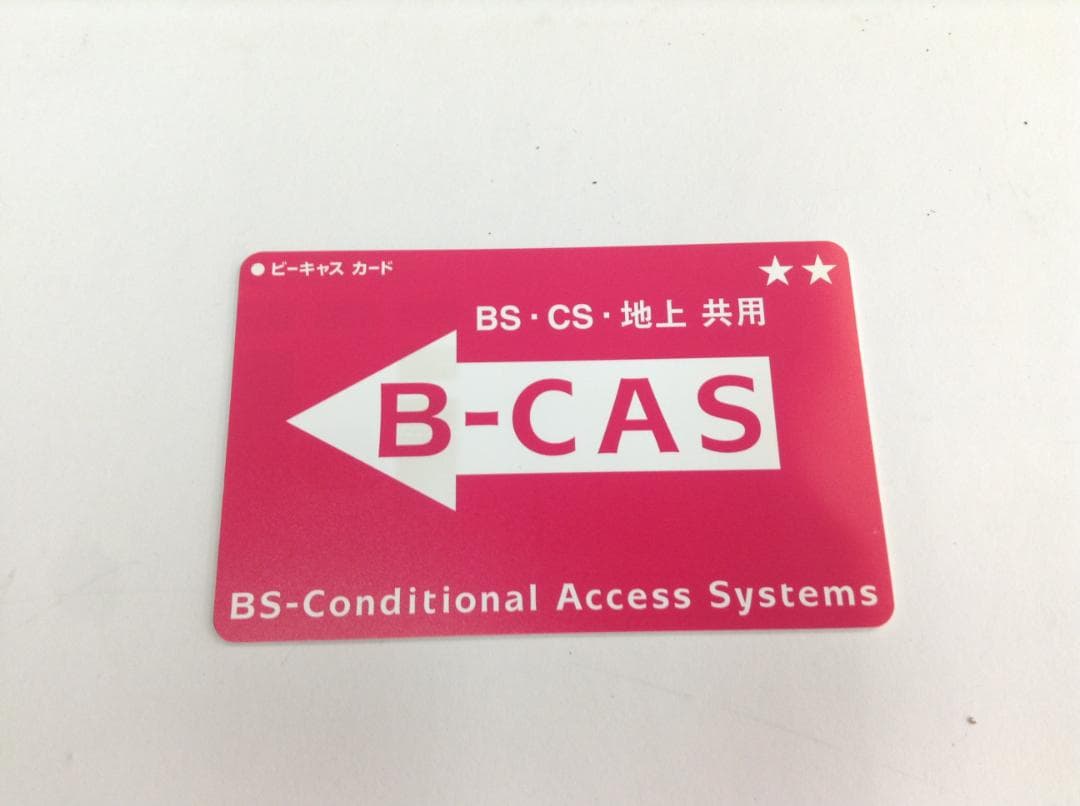 ●ビーキャス カード
★★
BS・CS・地上 共用
B-CAS
BS-Conditional Access Systems